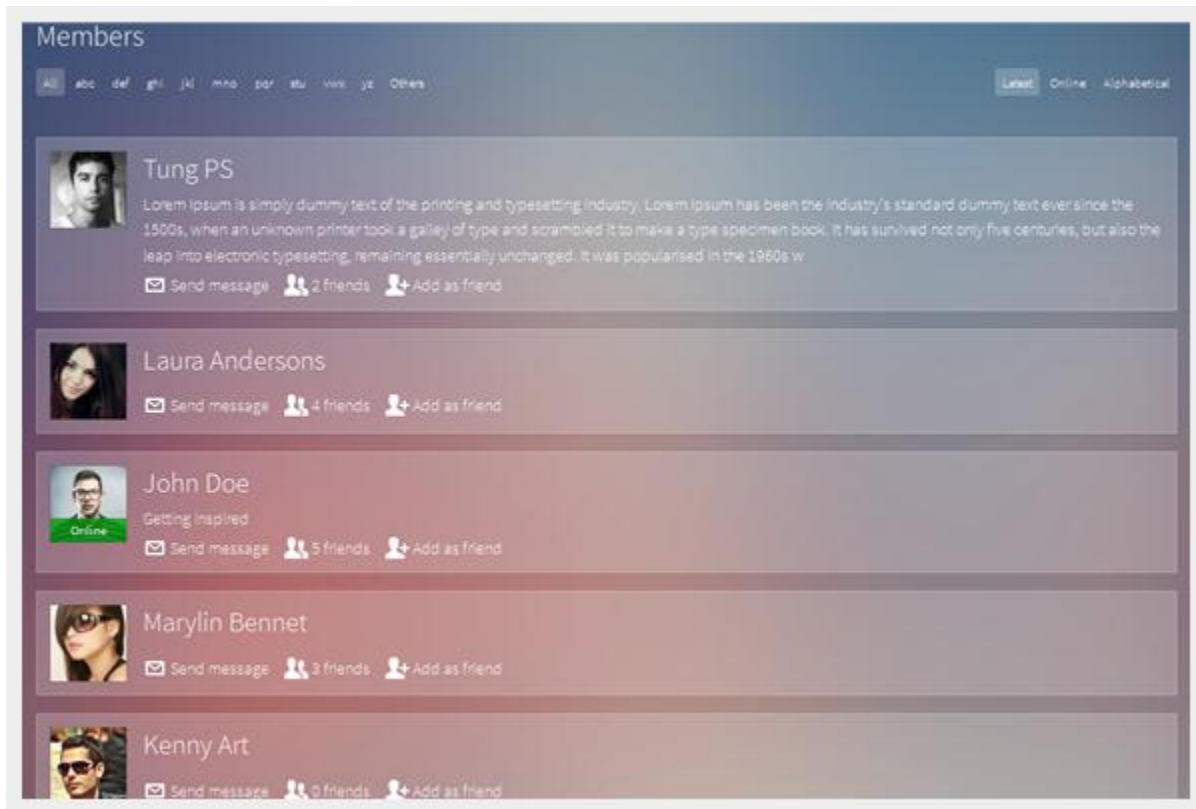 Members
All abc def ghi jkl mno pqr stu vwx yz Others
Latest Online Alphabetical
Tung PS
Lorem Ipsum is simply dummy text of the printing and typesetting industry. Lorem Ipsum has been the industry's standard dummy text ever since the
1500s, when an unknown printer took a galley of type and scrambled it to make a type specimen book. It has survived not only five centuries, but also the
leap into electronic typesetting, remaining essentially unchanged. It was popularised in the 1960s w
Send message 2 friends Add as friend
Laura Andersons
Send message 4 friends Add as friend
John Doe
Online
Getting inspired
Send message 5 friends Add as friend
Marylin Bennet
Send message 3 friends Add as friend
Kenny Art
Send message 0 friends Add as friend